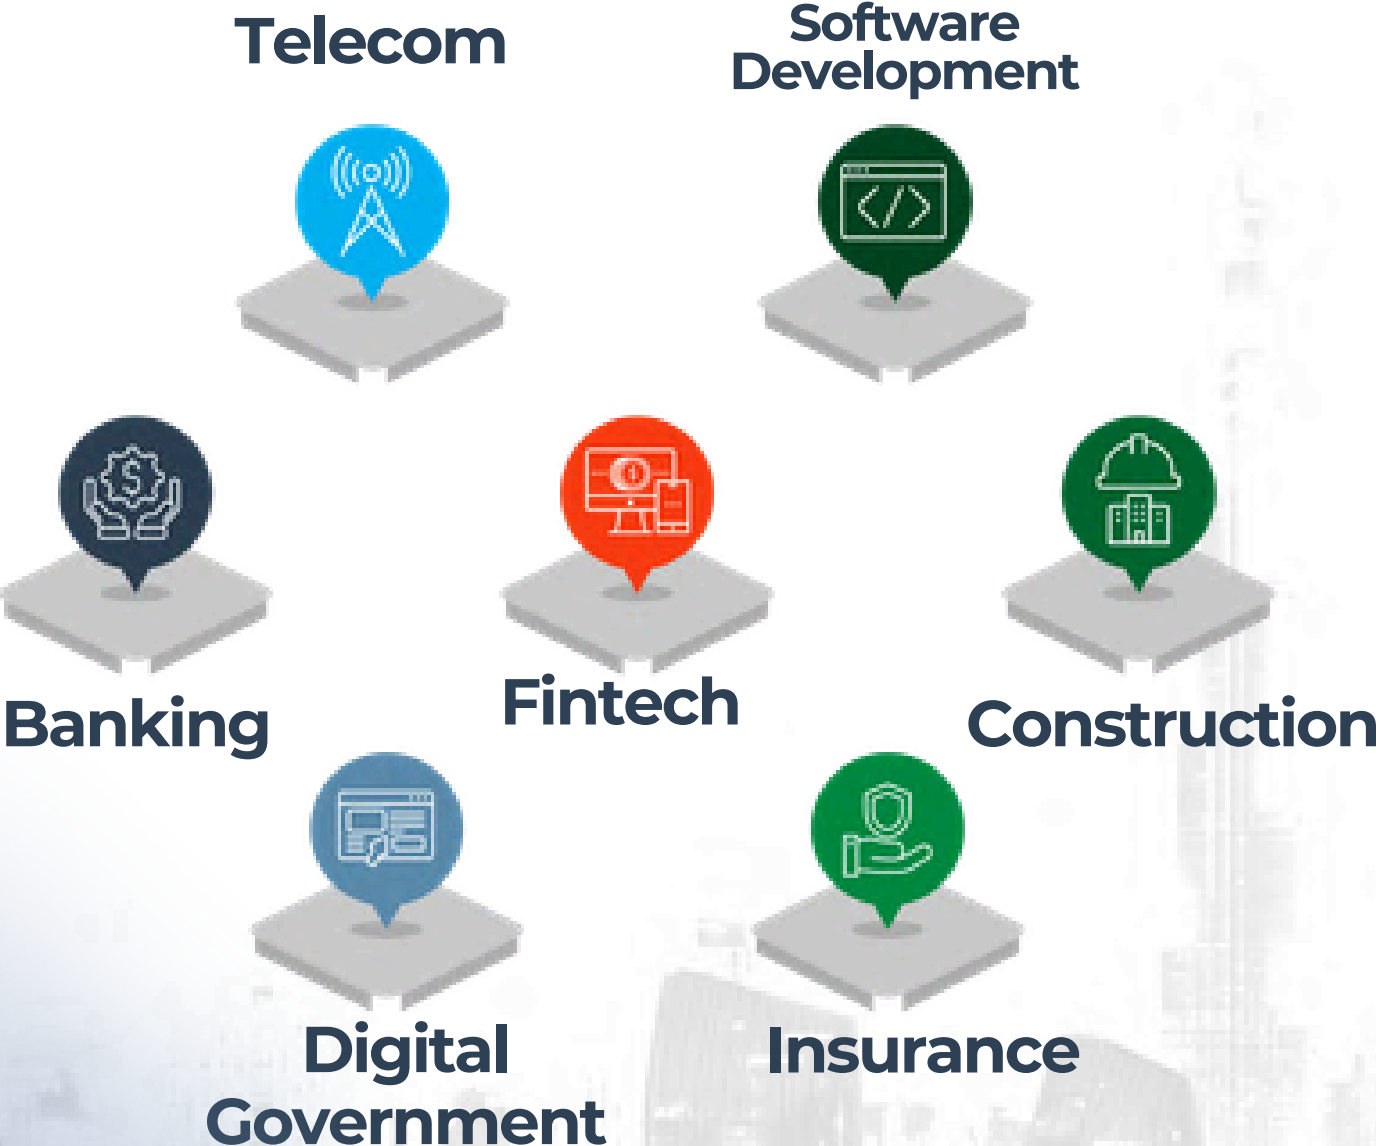 Telecom
Software
Development
Banking
Fintech
Construction
Digital
Government
Insurance